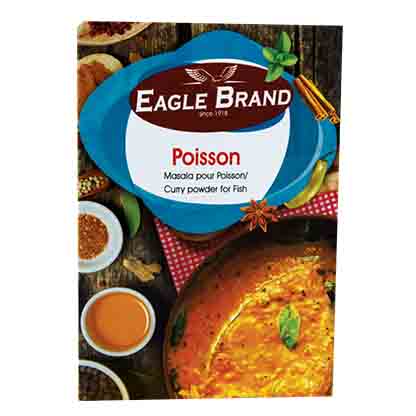 EAGLE BRAND
since 1918
Poisson
Masala pour Poisson/
Curry powder for Fish